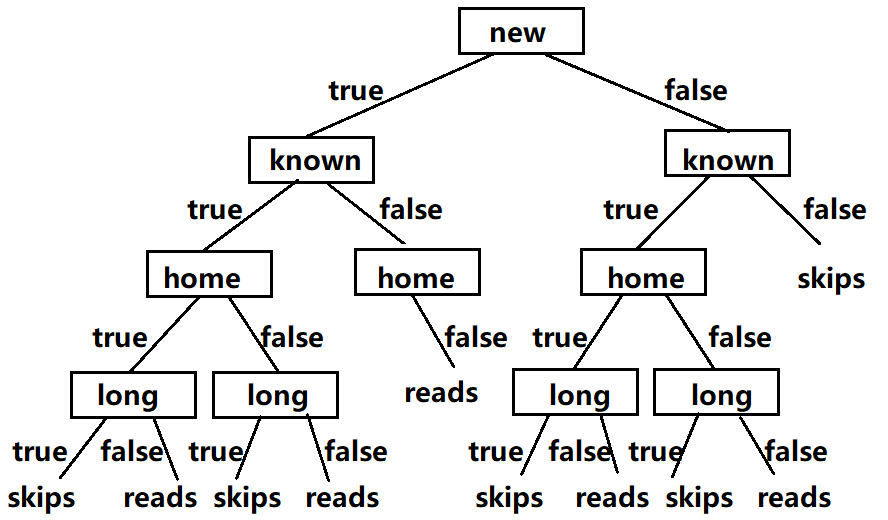 new
true false
known known
true false true false
home home home skips
true false false true false
reads
long long long long
true false true false true false true false
skips reads skips reads skips reads skips reads